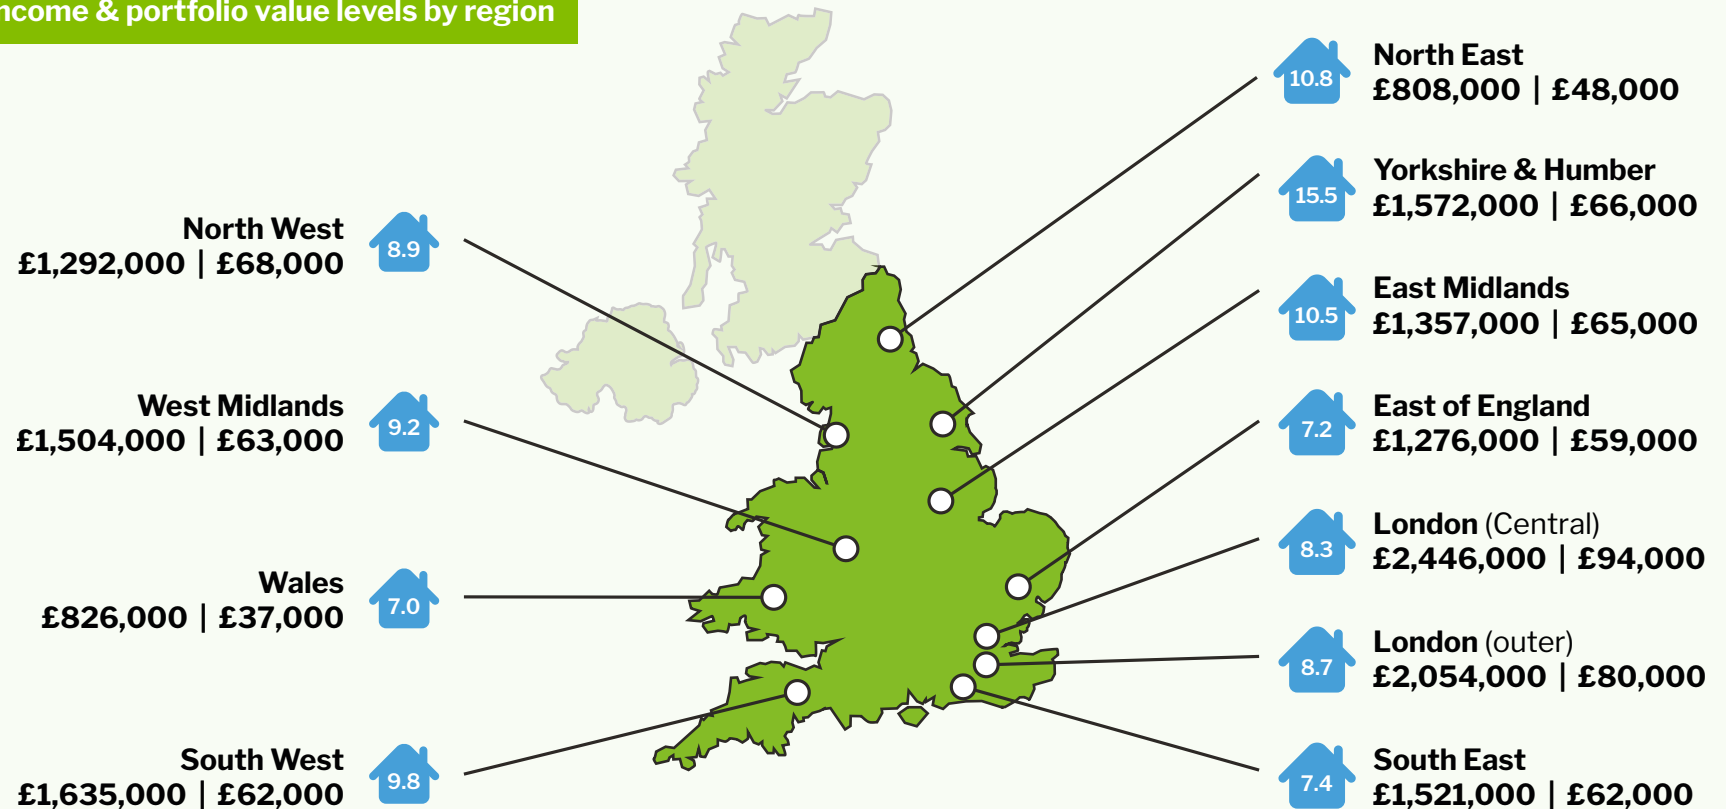 ncome & portfolio value levels by region
North West
£1,292,000 | £68,000
8.9
West Midlands
£1,504,000 | £63,000
9.2
Wales
£826,000 | £37,000
7.0
South West
£1,635,000 | £62,000
9.8
10.8
North East
£808,000 | £48,000
15.5
Yorkshire & Humber
£1,572,000 | £66,000
10.5
East Midlands
£1,357,000 | £65,000
7.2
East of England
£1,276,000 | £59,000
8.3
London (Central)
£2,446,000 | £94,000
8.7
London (outer)
£2,054,000 | £80,000
7.4
South East
£1,521,000 | £62,000